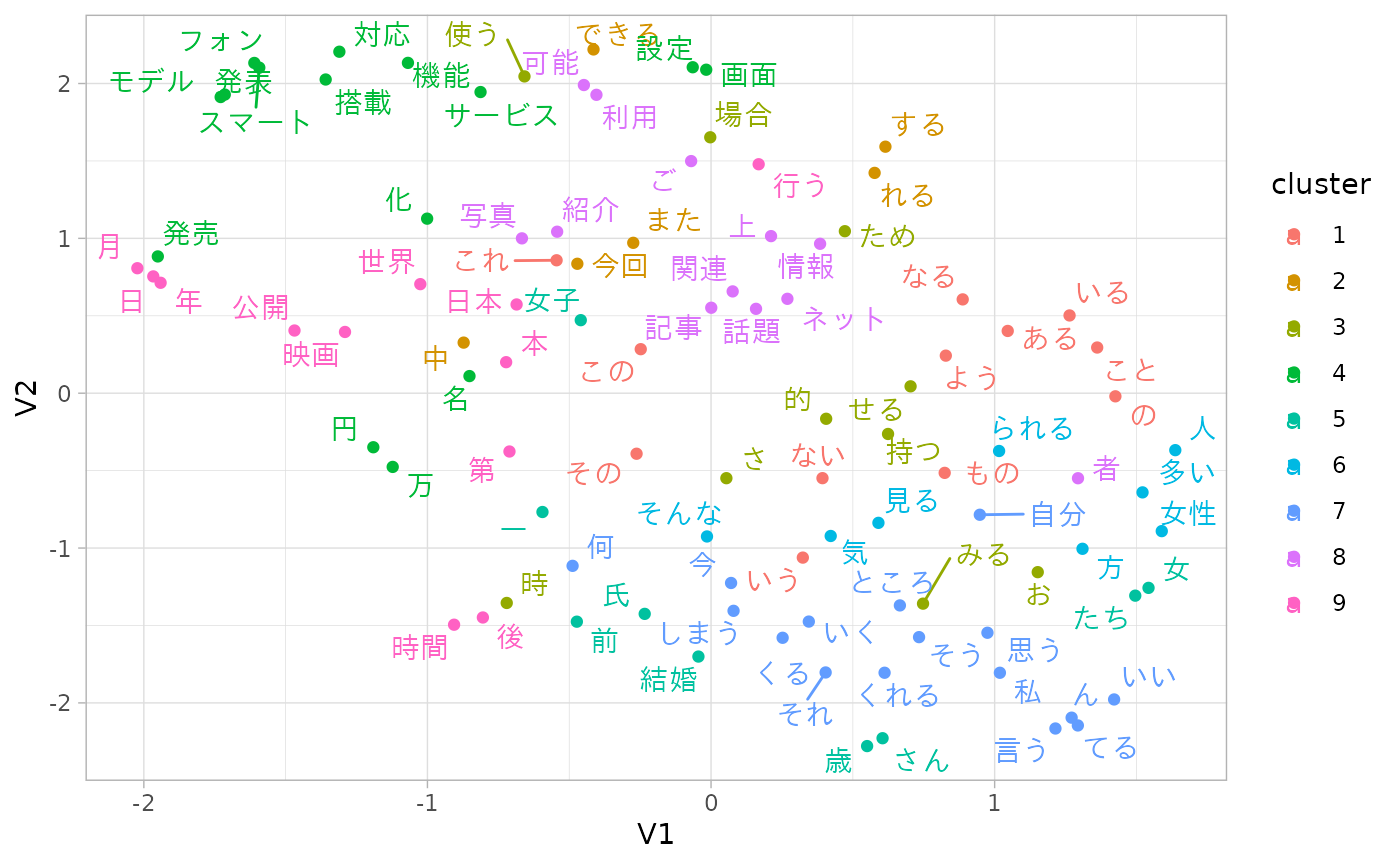 フォン
対応
使う
できる
設定
モデル
発表
機能
可能
画面
搭載
スマート
サービス
利用
場合
する
ご
行う
れる
化
写真
紹介
また
上
ため
月
発売
世界
これ
今回
関連
情報
なる
いる
日
年
公開
日本
女子
記事
話題
ネット
映画
本
ある
中
この
よう
こと
名
的
せる
の
円
持つ
られる
人
万
第
その
さ
ない
もの
者
多い
一
そんな
見る
自分
女性
何
今
気
みる
方
女
時
氏
いう
ところ
お
たち
時間
後
前
しまう
いく
そう
思う
結婚
くる
それ
くれる
私
ん
いい
歳
さん
言う
てる
2
1
0
-1
-2
-2
-1
0
1
V1
V2
cluster
a 1
a 2
a 3
a 4
a 5
a 6
a 7
a 8
a 9